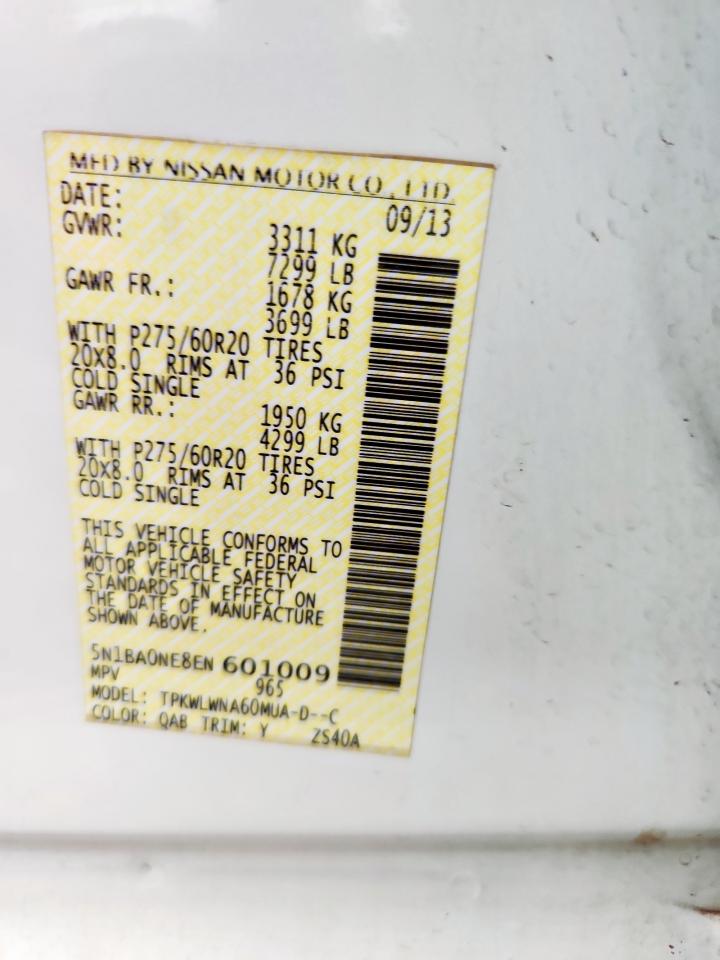 MFD BY NISSAN MOTOR CO., LTD.
DATE: 09/13
GVWR: 3311 KG
7299 LB
GAWR FR.: 1678 KG
3699 LB
WITH P275/60R20 TIRES
20X8.0 RIMS AT 36 PSI
COLD SINGLE
GAWR RR.: 1950 KG
4299 LB
WITH P275/60R20 TIRES
20X8.0 RIMS AT 36 PSI
COLD SINGLE
THIS VEHICLE CONFORMS TO
ALL APPLICABLE FEDERAL
MOTOR VEHICLE SAFETY
STANDARDS IN EFFECT ON
THE DATE OF MANUFACTURE
SHOWN ABOVE.
5N1BA0NE8EN 601009
MPV 965
MODEL: TPKWLWNA60MUA-D--C
COLOR: QAB TRIM: Y ZS40A